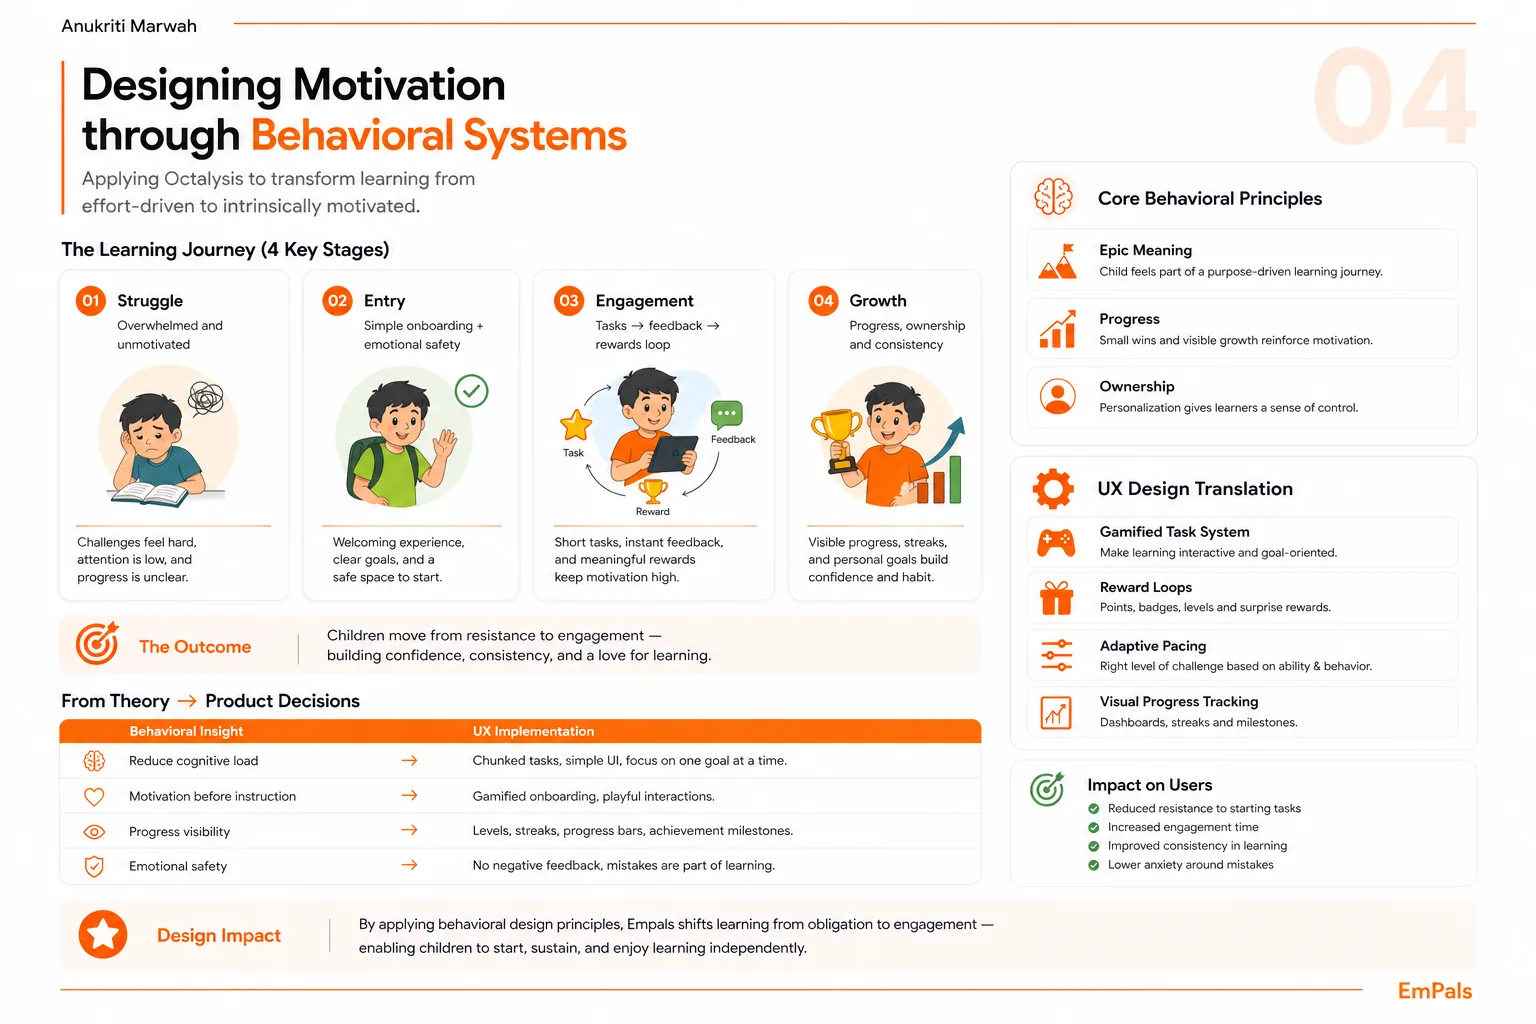 Anukriti Marwah
04
Designing Motivation
through Behavioral Systems
Applying Octalysis to transform learning from
effort-driven to intrinsically motivated.
The Learning Journey (4 Key Stages)
01 Struggle
Overwhelmed and
unmotivated
Challenges feel hard,
attention is low, and
progress is unclear.
02 Entry
Simple onboarding +
emotional safety
Welcoming experience,
clear goals, and a
safe space to start.
03 Engagement
Tasks → feedback →
rewards loop
Task
Feedback
Reward
Short tasks, instant feedback,
and meaningful rewards
keep motivation high.
04 Growth
Progress, ownership
and consistency
Visible progress, streaks,
and personal goals build
confidence and habit.
The Outcome
Children move from resistance to engagement —
building confidence, consistency, and a love for learning.
From Theory → Product Decisions
Behavioral Insight UX Implementation
Reduce cognitive load → Chunked tasks, simple UI, focus on one goal at a time.
Motivation before instruction → Gamified onboarding, playful interactions.
Progress visibility → Levels, streaks, progress bars, achievement milestones.
Emotional safety → No negative feedback, mistakes are part of learning.
Core Behavioral Principles
Epic Meaning
Child feels part of a purpose-driven learning journey.
Progress
Small wins and visible growth reinforce motivation.
Ownership
Personalization gives learners a sense of control.
UX Design Translation
Gamified Task System
Make learning interactive and goal-oriented.
Reward Loops
Points, badges, levels and surprise rewards.
Adaptive Pacing
Right level of challenge based on ability & behavior.
Visual Progress Tracking
Dashboards, streaks and milestones.
Impact on Users
Reduced resistance to starting tasks
Increased engagement time
Improved consistency in learning
Lower anxiety around mistakes
Design Impact
By applying behavioral design principles, Empals shifts learning from obligation to engagement —
enabling children to start, sustain, and enjoy learning independently.
EmPals